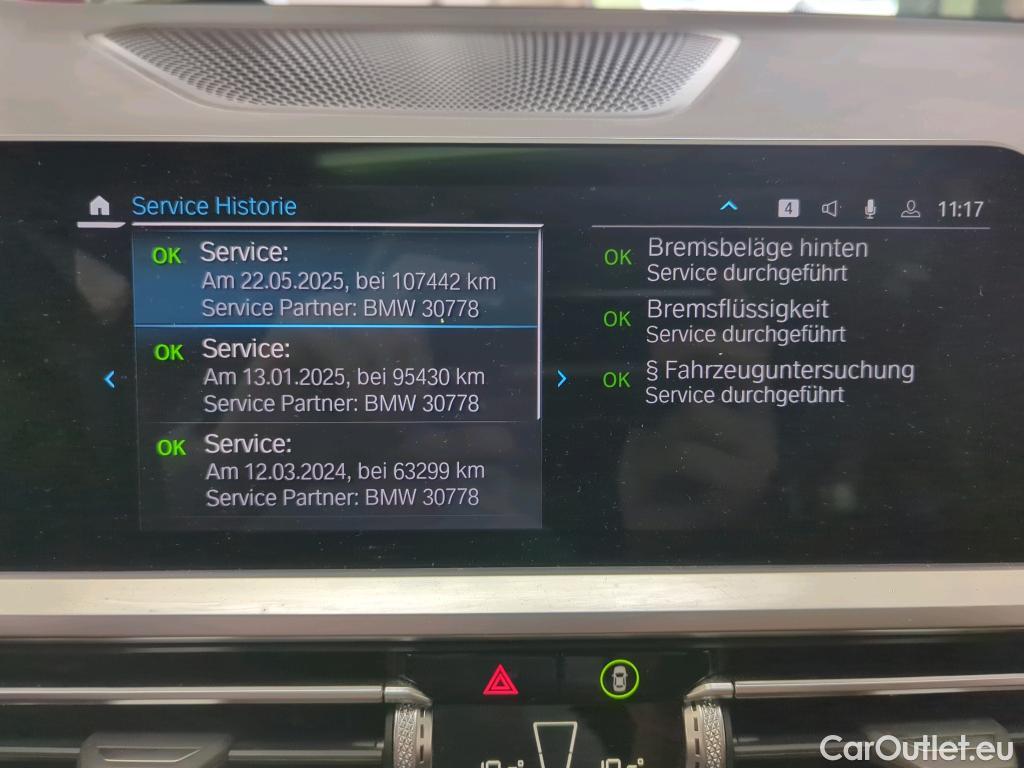 Service Historie
4
11:17
OK Service:
Am 22.05.2025, bei 107442 km
Service Partner: BMW 30778
OK Service:
Am 13.01.2025, bei 95430 km
Service Partner: BMW 30778
OK Service:
Am 12.03.2024, bei 63299 km
Service Partner: BMW 30778
OK Bremsbeläge hinten
Service durchgeführt
OK Bremsflüssigkeit
Service durchgeführt
OK § Fahrzeuguntersuchung
Service durchgeführt
CarOutlet.eu